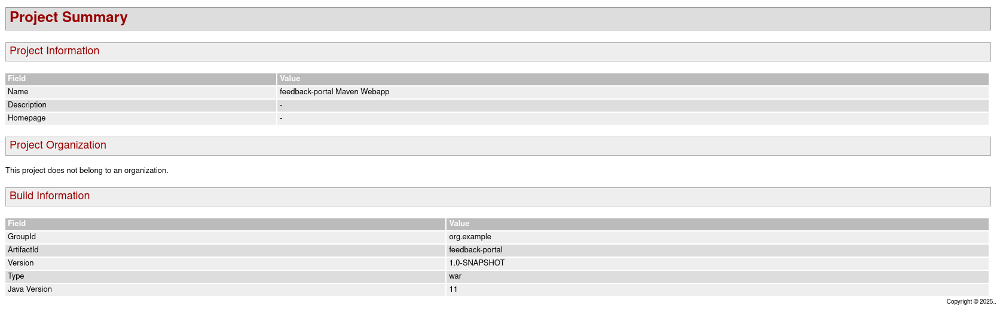 Project Summary
Project Information
Field Value
Name feedback-portal Maven Webapp
Description -
Homepage -
Project Organization
This project does not belong to an organization.
Build Information
Field Value
GroupId org.example
ArtifactId feedback-portal
Version 1.0-SNAPSHOT
Type war
Java Version 11
Copyright © 2025..